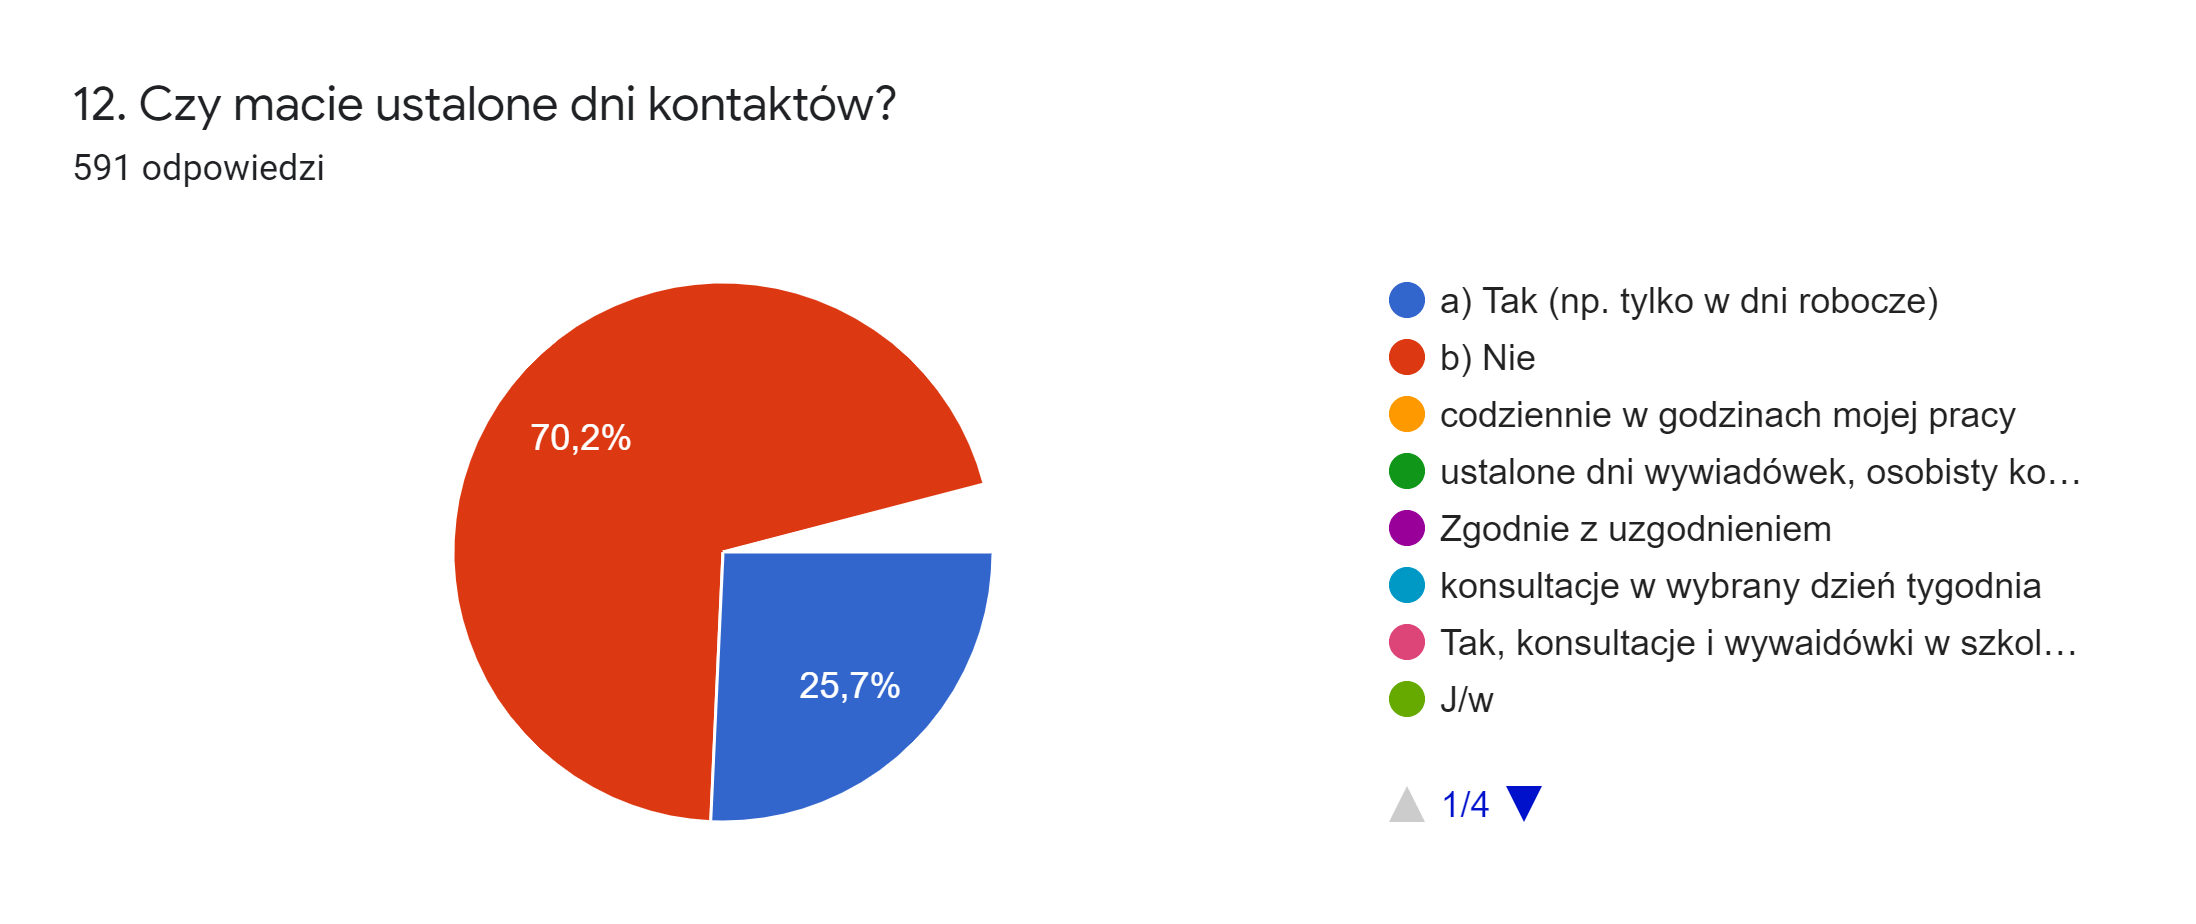 12. Czy macie ustalone dni kontaktów?
591 odpowiedzi
70,2%
25,7%
a) Tak (np. tylko w dni robocze)
b) Nie
codziennie w godzinach mojej pracy
ustalone dni wywiadówek, osobisty ko…
Zgodnie z uzgodnieniem
konsultacje w wybrany dzień tygodnia
Tak, konsultacje i wywaidówki w szkol…
J/w
1/4